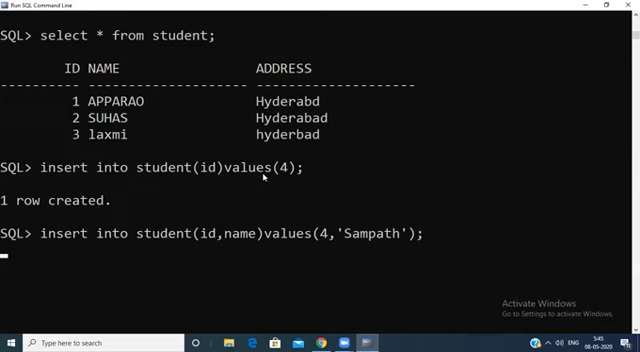 Run SQL Command Line
SQL> select * from student;
ID NAME ADDRESS
---------- -------------------- --------------------
1 APPARAO Hyderabd
2 SUHAS Hyderabad
3 laxmi hyderbad
SQL> insert into student(id)values(4);
1 row created.
SQL> insert into student(id,name)values(4,'Sampath');
Activate Windows
Go to Settings to activate Windows.
Type here to search
ENG
5:45
08-05-2020